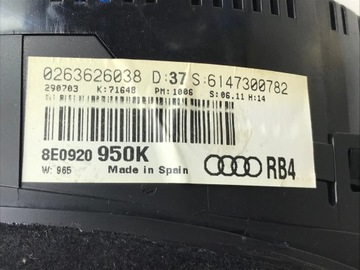 0263626038 D:37 S:6147300782
290703 K:71648 PM:1006 S:06.11 H:14
8E0920 950K RB4
W: 965 Made in Spain